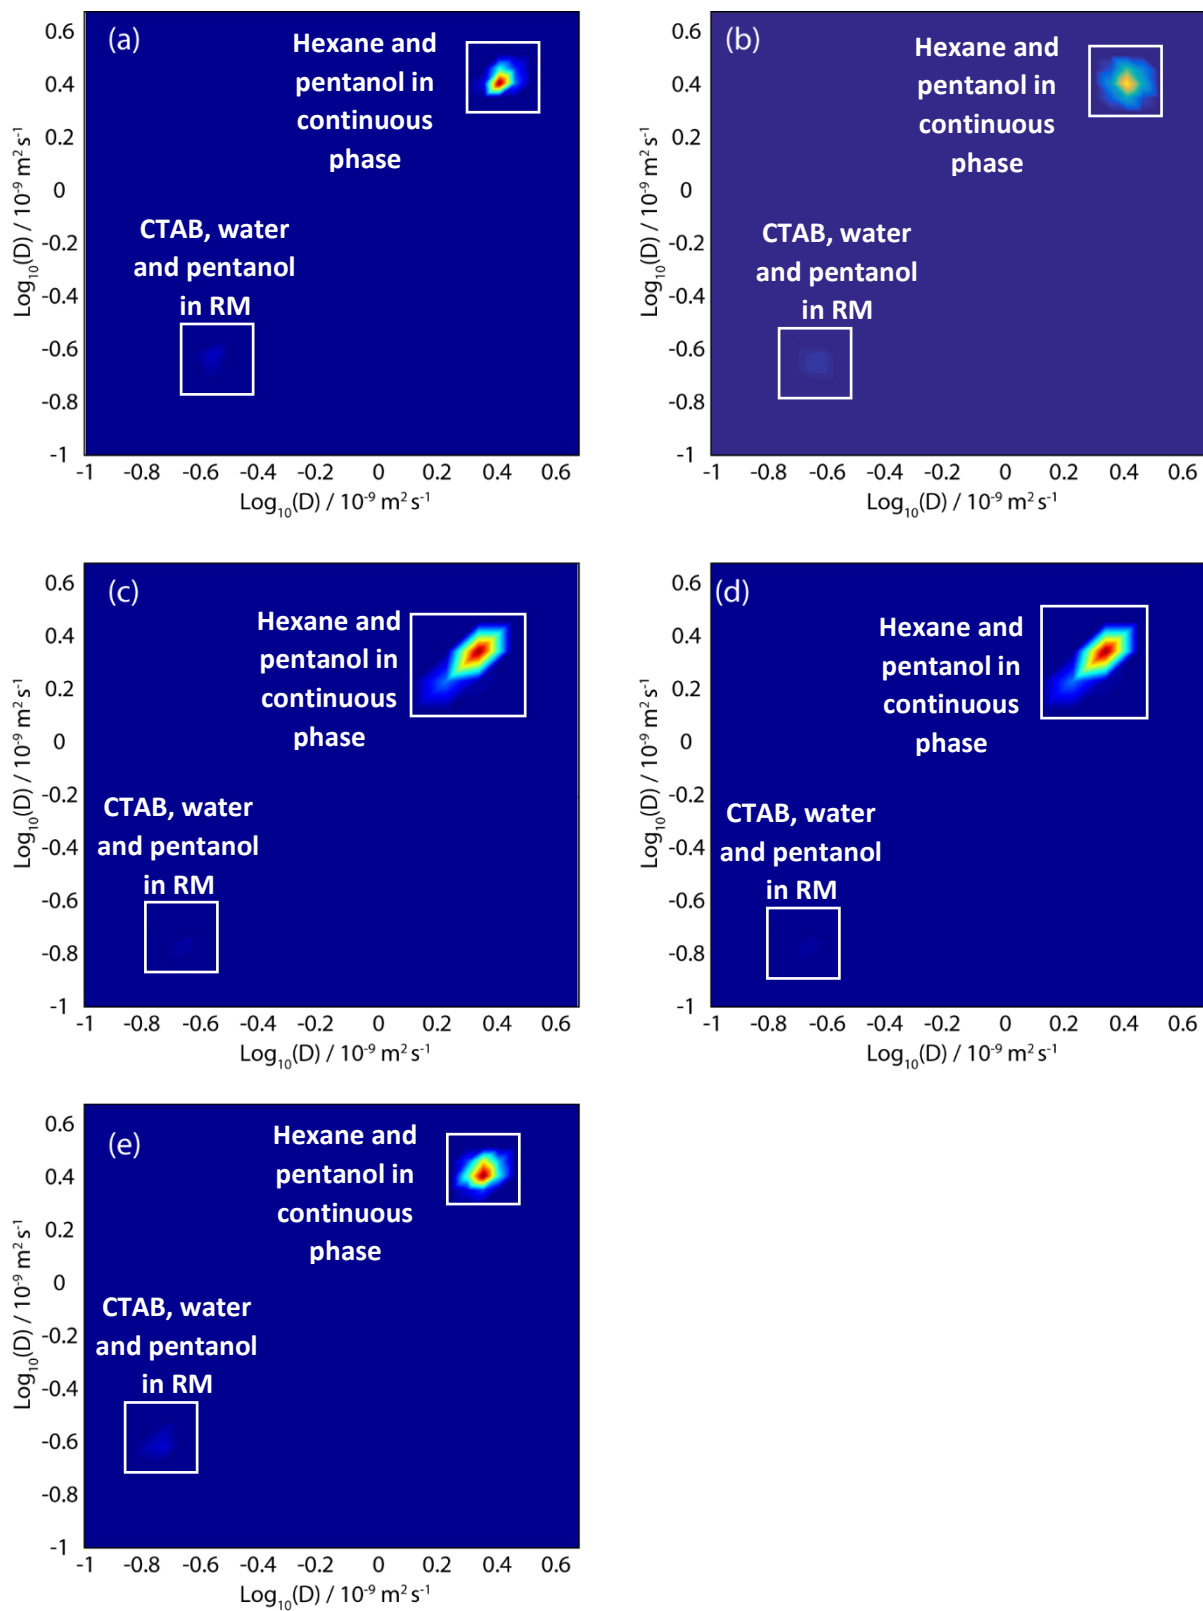 (a)
Hexane and
pentanol in
continuous
phase
CTAB, water
and pentanol
in RM
0.6
0.4
0.2
0
-0.2
-0.4
-0.6
-0.8
-1
Log₁₀(D) / 10⁻⁹ m² s⁻¹
-1 -0.8 -0.6 -0.4 -0.2 0 0.2 0.4 0.6
Log₁₀(D) / 10⁻⁹ m² s⁻¹
(b)
Hexane and
pentanol in
continuous
phase
CTAB, water
and pentanol
in RM
0.6
0.4
0.2
0
-0.2
-0.4
-0.6
-0.8
-1
Log₁₀(D) / 10⁻⁹ m² s⁻¹
-1 -0.8 -0.6 -0.4 -0.2 0 0.2 0.4 0.6
Log₁₀(D) / 10⁻⁹ m² s⁻¹
(c)
Hexane and
pentanol in
continuous
phase
CTAB, water
and pentanol
in RM
0.6
0.4
0.2
0
-0.2
-0.4
-0.6
-0.8
-1
Log₁₀(D) / 10⁻⁹ m² s⁻¹
-1 -0.8 -0.6 -0.4 -0.2 0 0.2 0.4 0.6
Log₁₀(D) / 10⁻⁹ m² s⁻¹
(d)
Hexane and
pentanol in
continuous
phase
CTAB, water
and pentanol
in RM
0.6
0.4
0.2
0
-0.2
-0.4
-0.6
-0.8
-1
Log₁₀(D) / 10⁻⁹ m² s⁻¹
-1 -0.8 -0.6 -0.4 -0.2 0 0.2 0.4 0.6
Log₁₀(D) / 10⁻⁹ m² s⁻¹
(e)
Hexane and
pentanol in
continuous
phase
CTAB, water
and pentanol
in RM
0.6
0.4
0.2
0
-0.2
-0.4
-0.6
-0.8
-1
Log₁₀(D) / 10⁻⁹ m² s⁻¹
-1 -0.8 -0.6 -0.4 -0.2 0 0.2 0.4 0.6
Log₁₀(D) / 10⁻⁹ m² s⁻¹